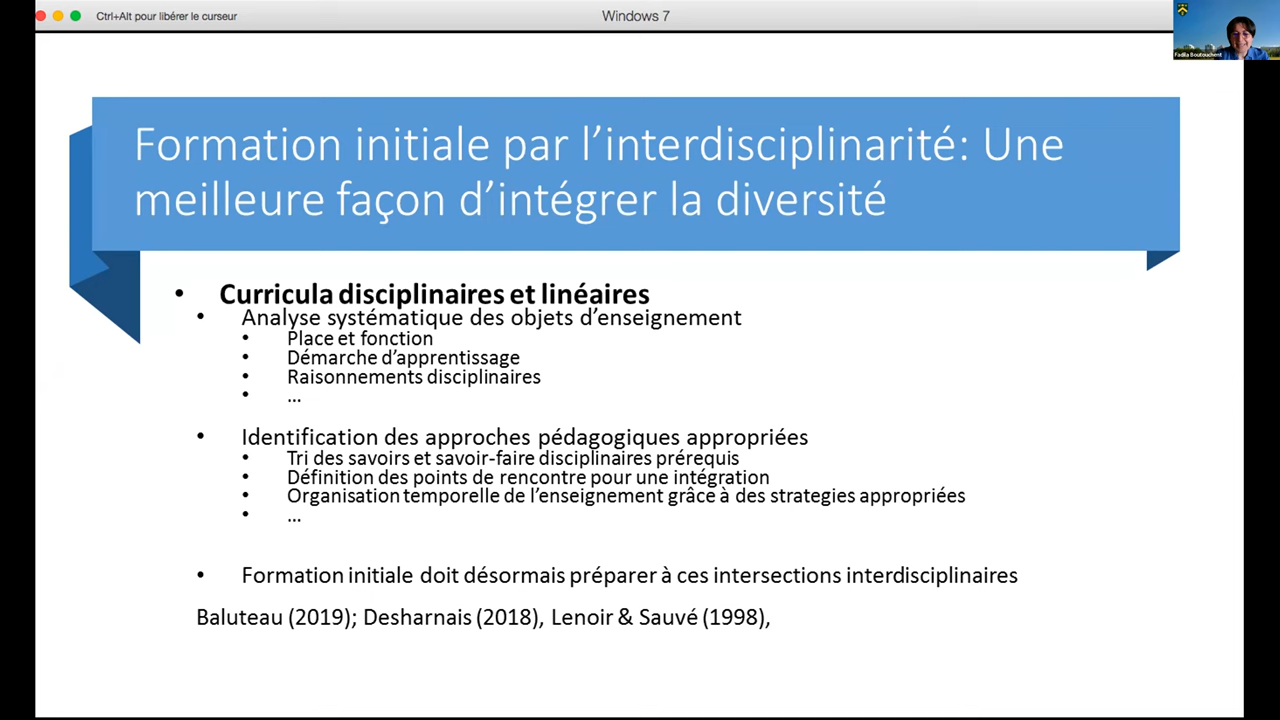 Ctrl+Alt pour libérer le curseur
Windows 7
Fadila Boutouchent
Formation initiale par l’interdisciplinarité: Une
meilleure façon d’intégrer la diversité
• Curricula disciplinaires et linéaires
• Analyse systématique des objets d’enseignement
• Place et fonction
• Démarche d’apprentissage
• Raisonnements disciplinaires
• …
• Identification des approches pédagogiques appropriées
• Tri des savoirs et savoir-faire disciplinaires prérequis
• Définition des points de rencontre pour une intégration
• Organisation temporelle de l’enseignement grâce à des strategies appropriées
• …
• Formation initiale doit désormais préparer à ces intersections interdisciplinaires
Baluteau (2019); Desharnais (2018), Lenoir & Sauvé (1998),